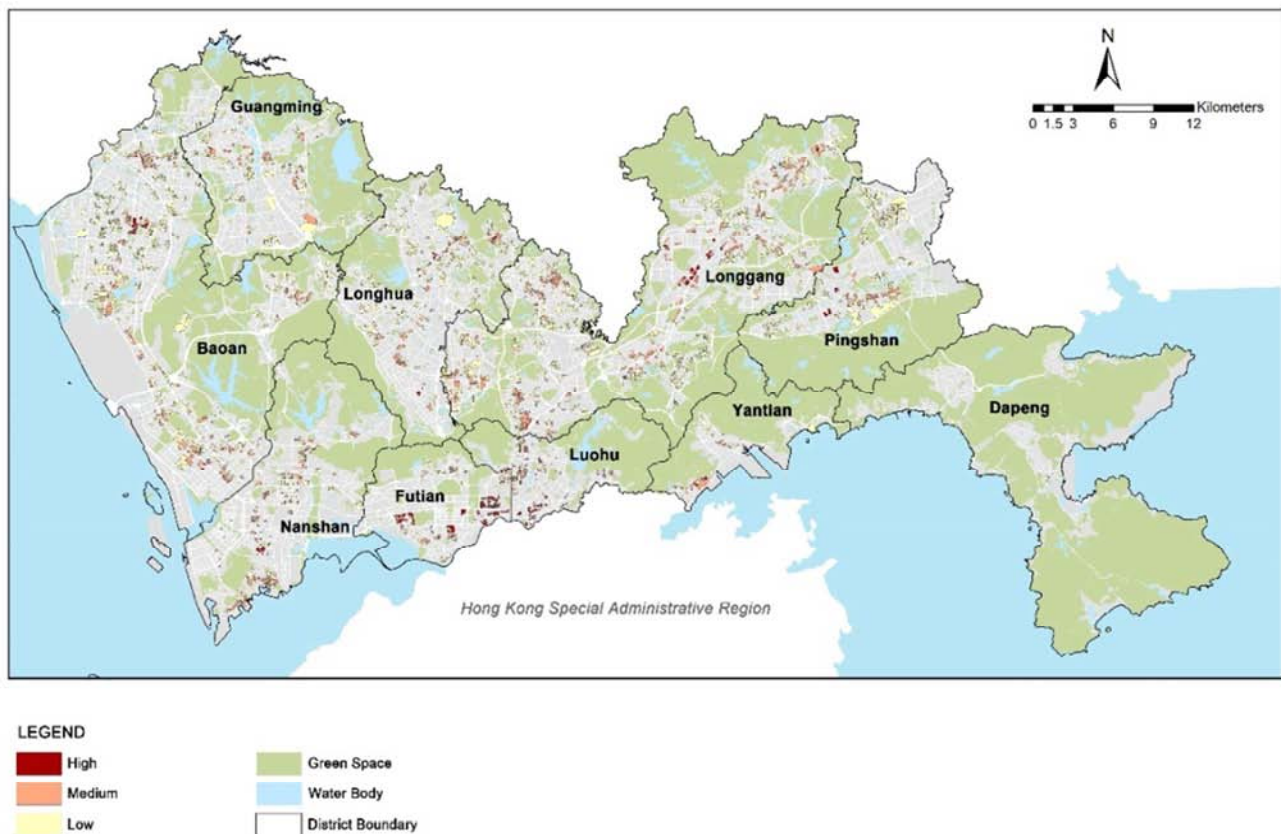 N
Kilometers
0 1.5 3 6 9 12
Guangming
Longhua
Longgang
Baoan
Pingshan
Yantian
Dapeng
Luohu
Futian
Nanshan
Hong Kong Special Administrative Region
LEGEND
High
Medium
Low
Green Space
Water Body
District Boundary